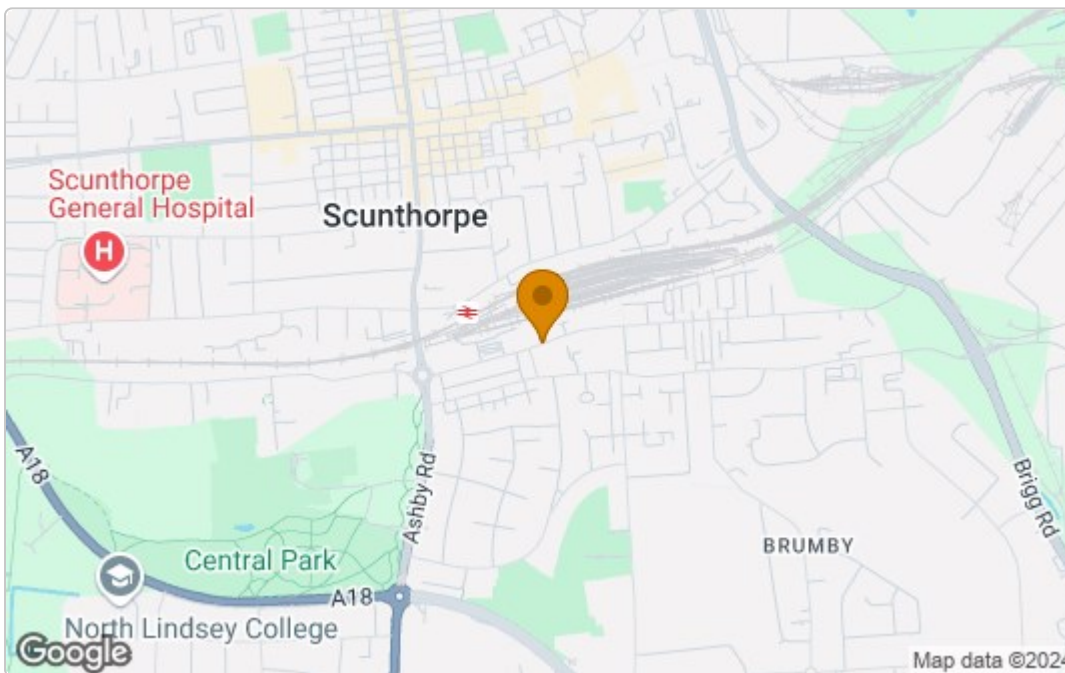 Scunthorpe
General Hospital
H
Scunthorpe
A18
Ashby Rd
Brigg Rd
BRUMBY
Central Park
A18
North Lindsey College
Google
Map data ©2024